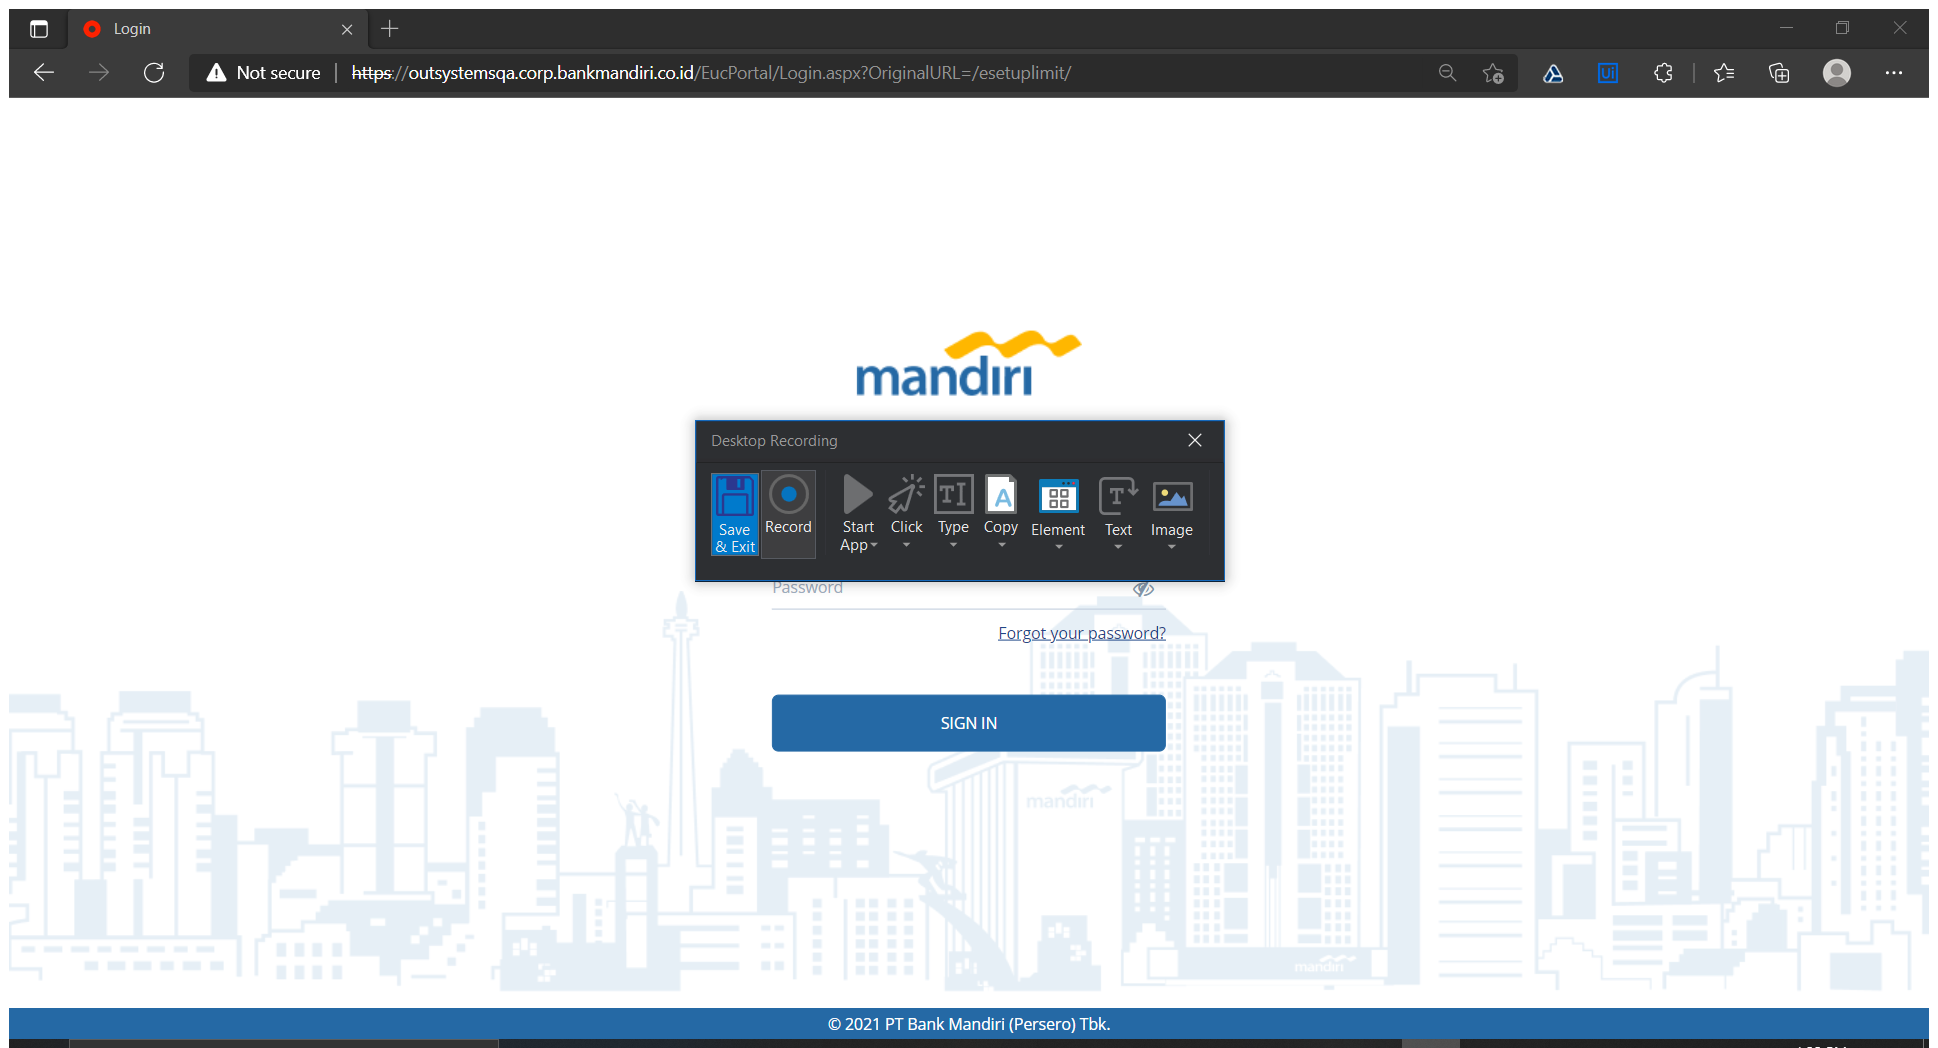 Login
Not secure | https://outsystemsqa.corp.bankmandiri.co.id/EucPortal/Login.aspx?OriginalURL=/esetuplimit/
Ui
mandiri
Desktop Recording
Save & Exit
Record
Start App
TI
Click
Type
A
Copy
Element
T
Text
Image
Password
Forgot your password?
SIGN IN
mandiri
mandiri
© 2021 PT Bank Mandiri (Persero) Tbk.